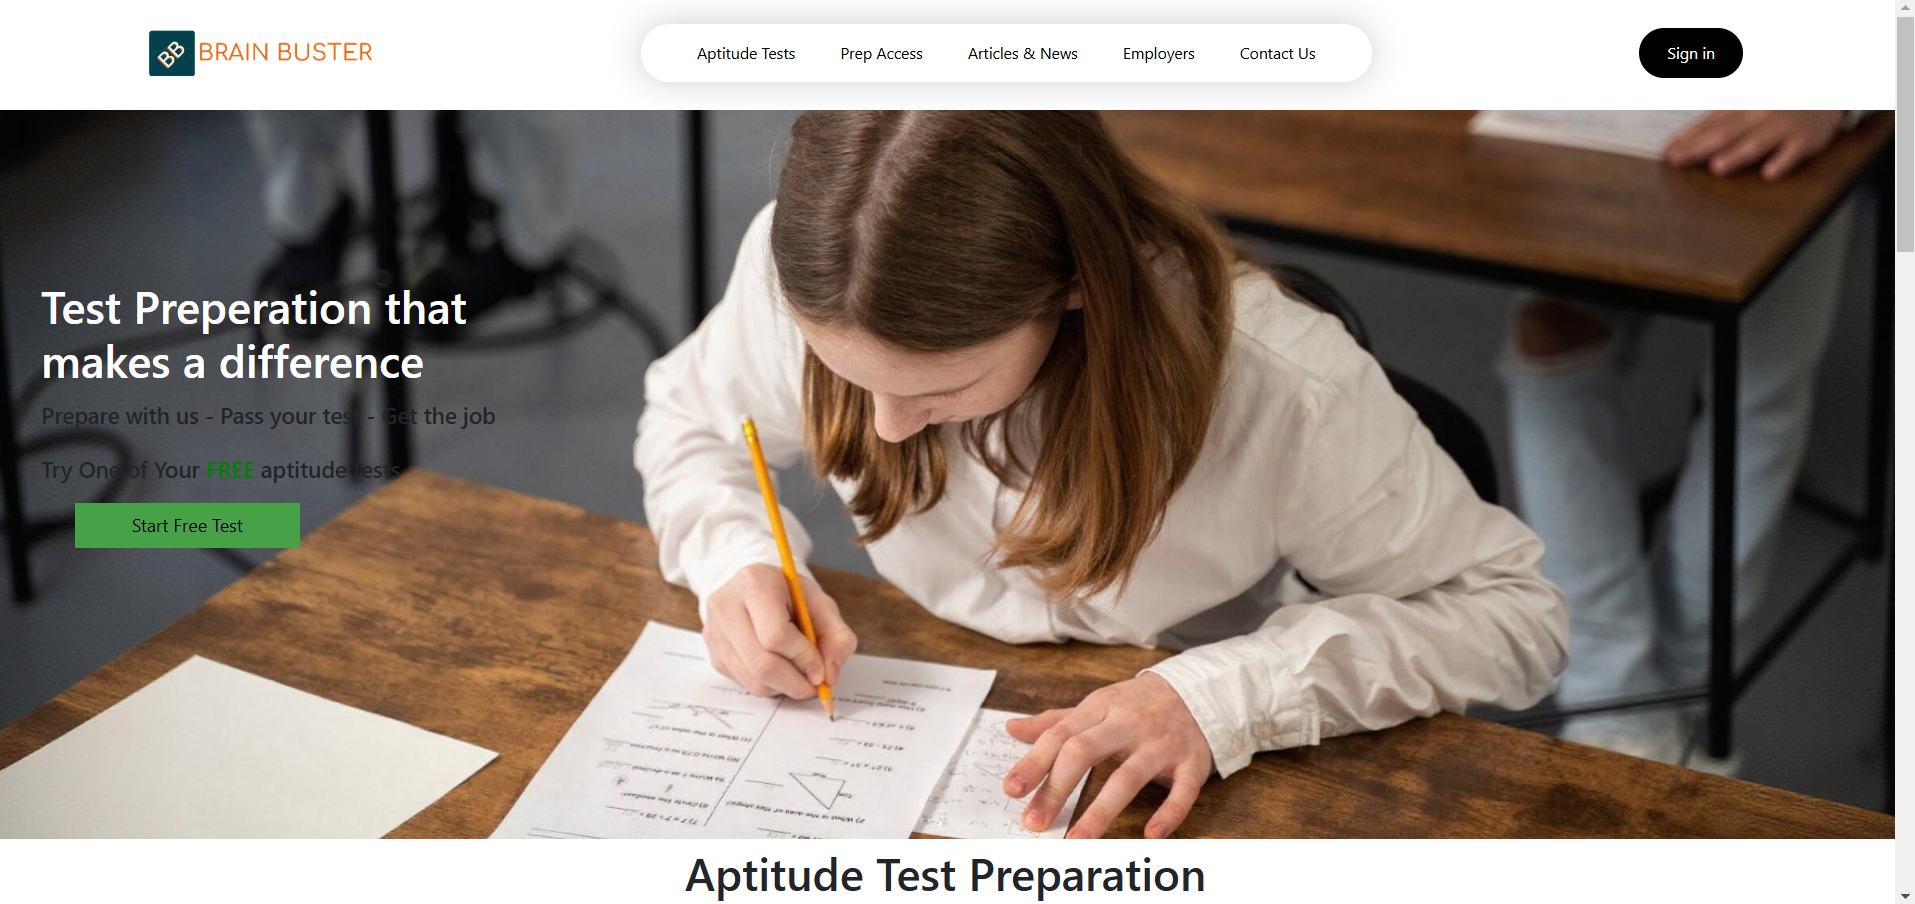 BB BRAIN BUSTER
Aptitude Tests Prep Access Articles & News Employers Contact Us
Sign in
Test Preperation that
makes a difference
Prepare with us - Pass your test - Get the job
Try One of Your FREE aptitude tests
Start Free Test
Aptitude Test Preparation